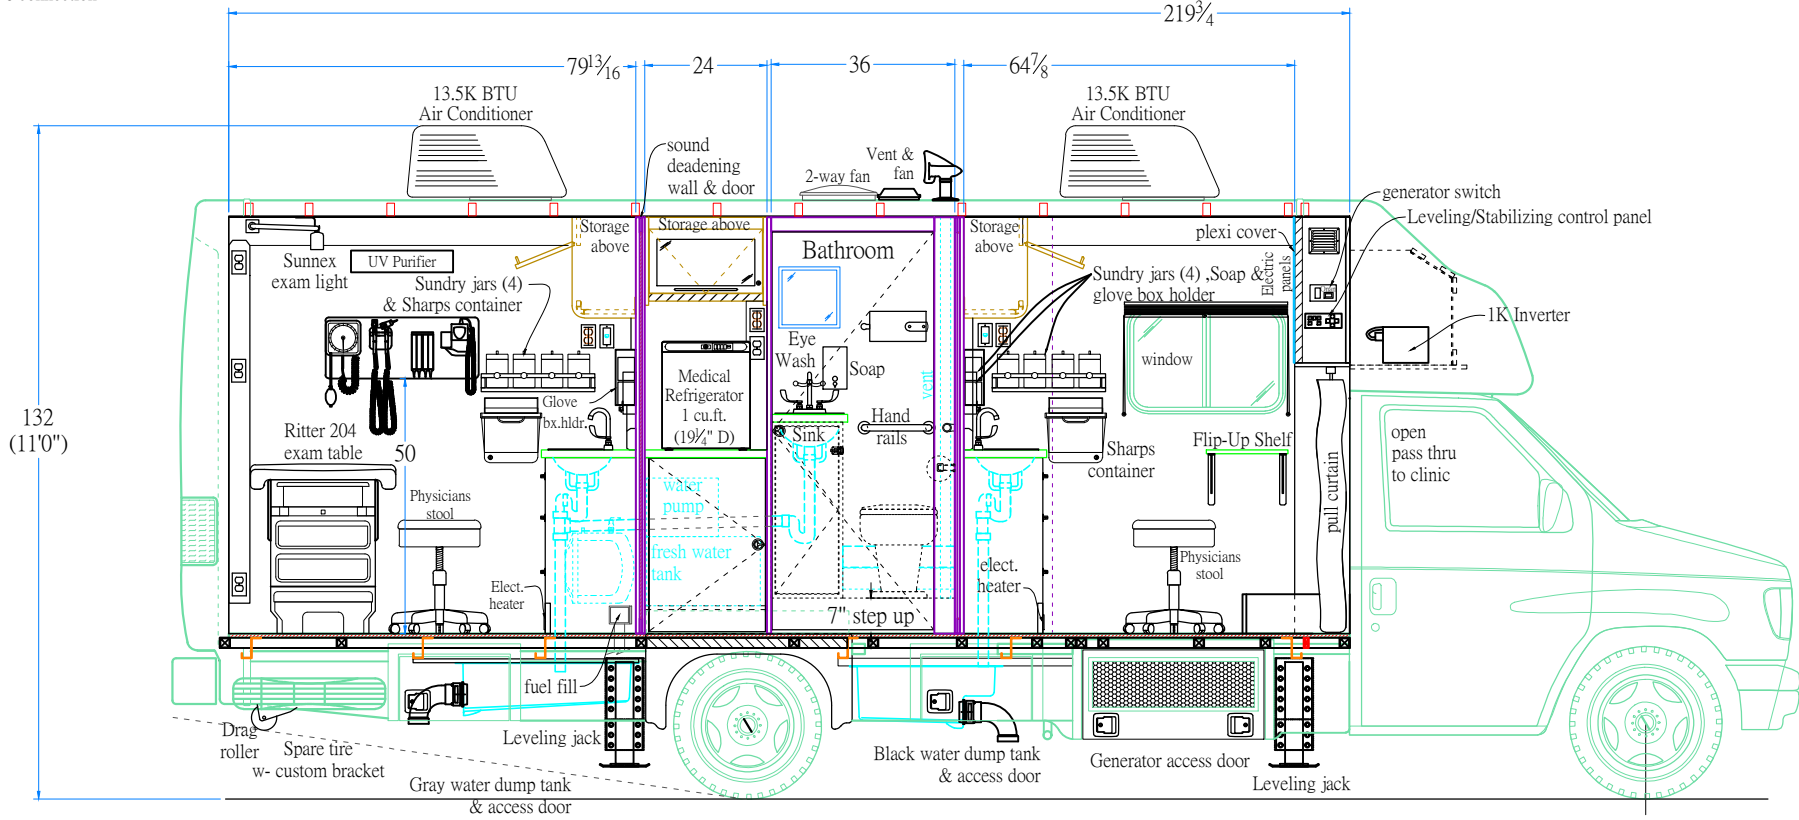 219¾
79¹³⁄₁₆
24
36
64⅞
13.5K BTU
Air Conditioner
13.5K BTU
Air Conditioner
sound
deadening
wall & door
2-way fan
Vent &
fan
generator switch
Leveling/Stabilizing control panel
plexi cover
Electric
panels
1K Inverter
Sunnex
exam light
UV Purifier
Sundry jars (4)
& Sharps container
Storage
above
Storage above
Bathroom
Storage
above
Sundry jars (4) ,Soap &
glove box holder
window
Eye
Wash
Soap
vent
Medical
Refrigerator
1 cu.ft.
(19¼" D)
Glove
bx.hldr.
Sink
Hand
rails
Sharps
container
Flip-Up Shelf
pull curtain
open
pass thru
to clinic
132
(11'0")
50
Ritter 204
exam table
Physicians
stool
water
pump
fresh water
tank
Elect.
heater
elect.
heater
Physicians
stool
7" step up
fuel fill
Drag
roller
Spare tire
w- custom bracket
Leveling jack
Gray water dump tank
& access door
Black water dump tank
& access door
Generator access door
Leveling jack